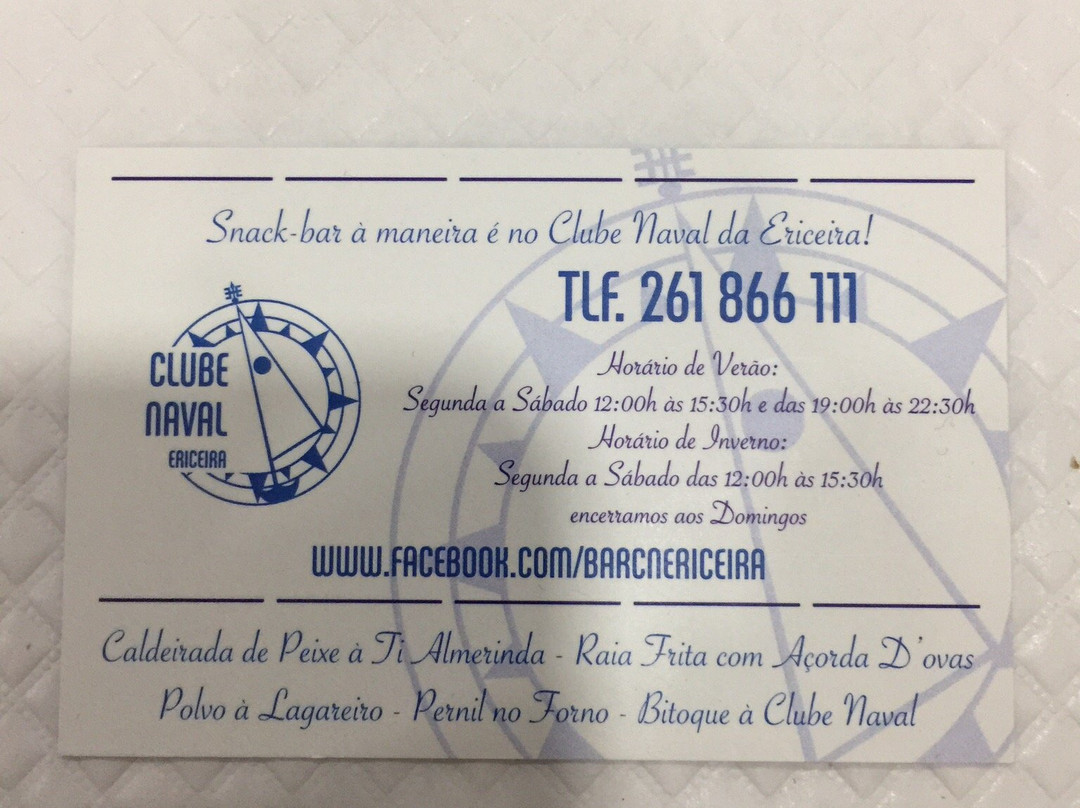 Snack-bar à maneira é no Clube Naval da Ericeira!
TLF. 261 866 111
CLUBE
NAVAL
ERICEIRA
Horário de Verão:
Segunda a Sábado 12:00h às 15:30h e das 19:00h às 22:30h
Horário de Inverno:
Segunda a Sábado das 12:00h às 15:30h
encerramos aos Domingos
WWW.FACEBOOK.COM/BARCNERICEIRA
Caldeirada de Peixe à Ti Almerinda - Raia Frita com Açorda D'ovas
Polvo à Lagareiro - Pernil no Forno - Bitoque à Clube Naval